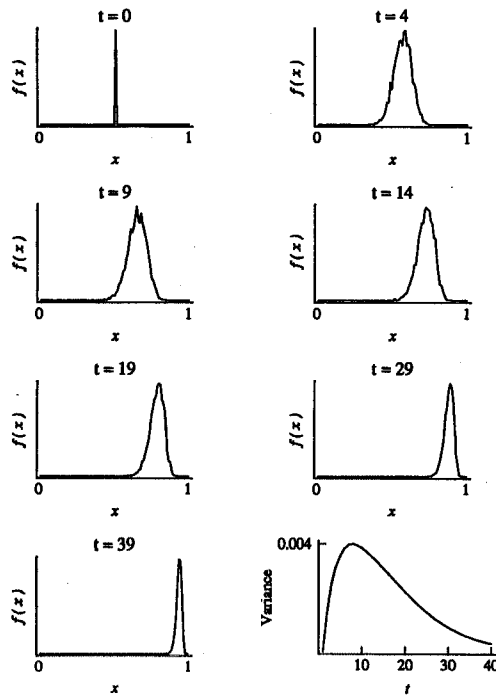 t = 0
f(x)
0
1
x
t = 4
f(x)
0
1
x
t = 9
f(x)
0
1
x
t = 14
f(x)
0
1
x
t = 19
f(x)
0
1
x
t = 29
f(x)
0
1
x
t = 39
f(x)
0
1
x
0.004
Variance
10 20 30 40
t